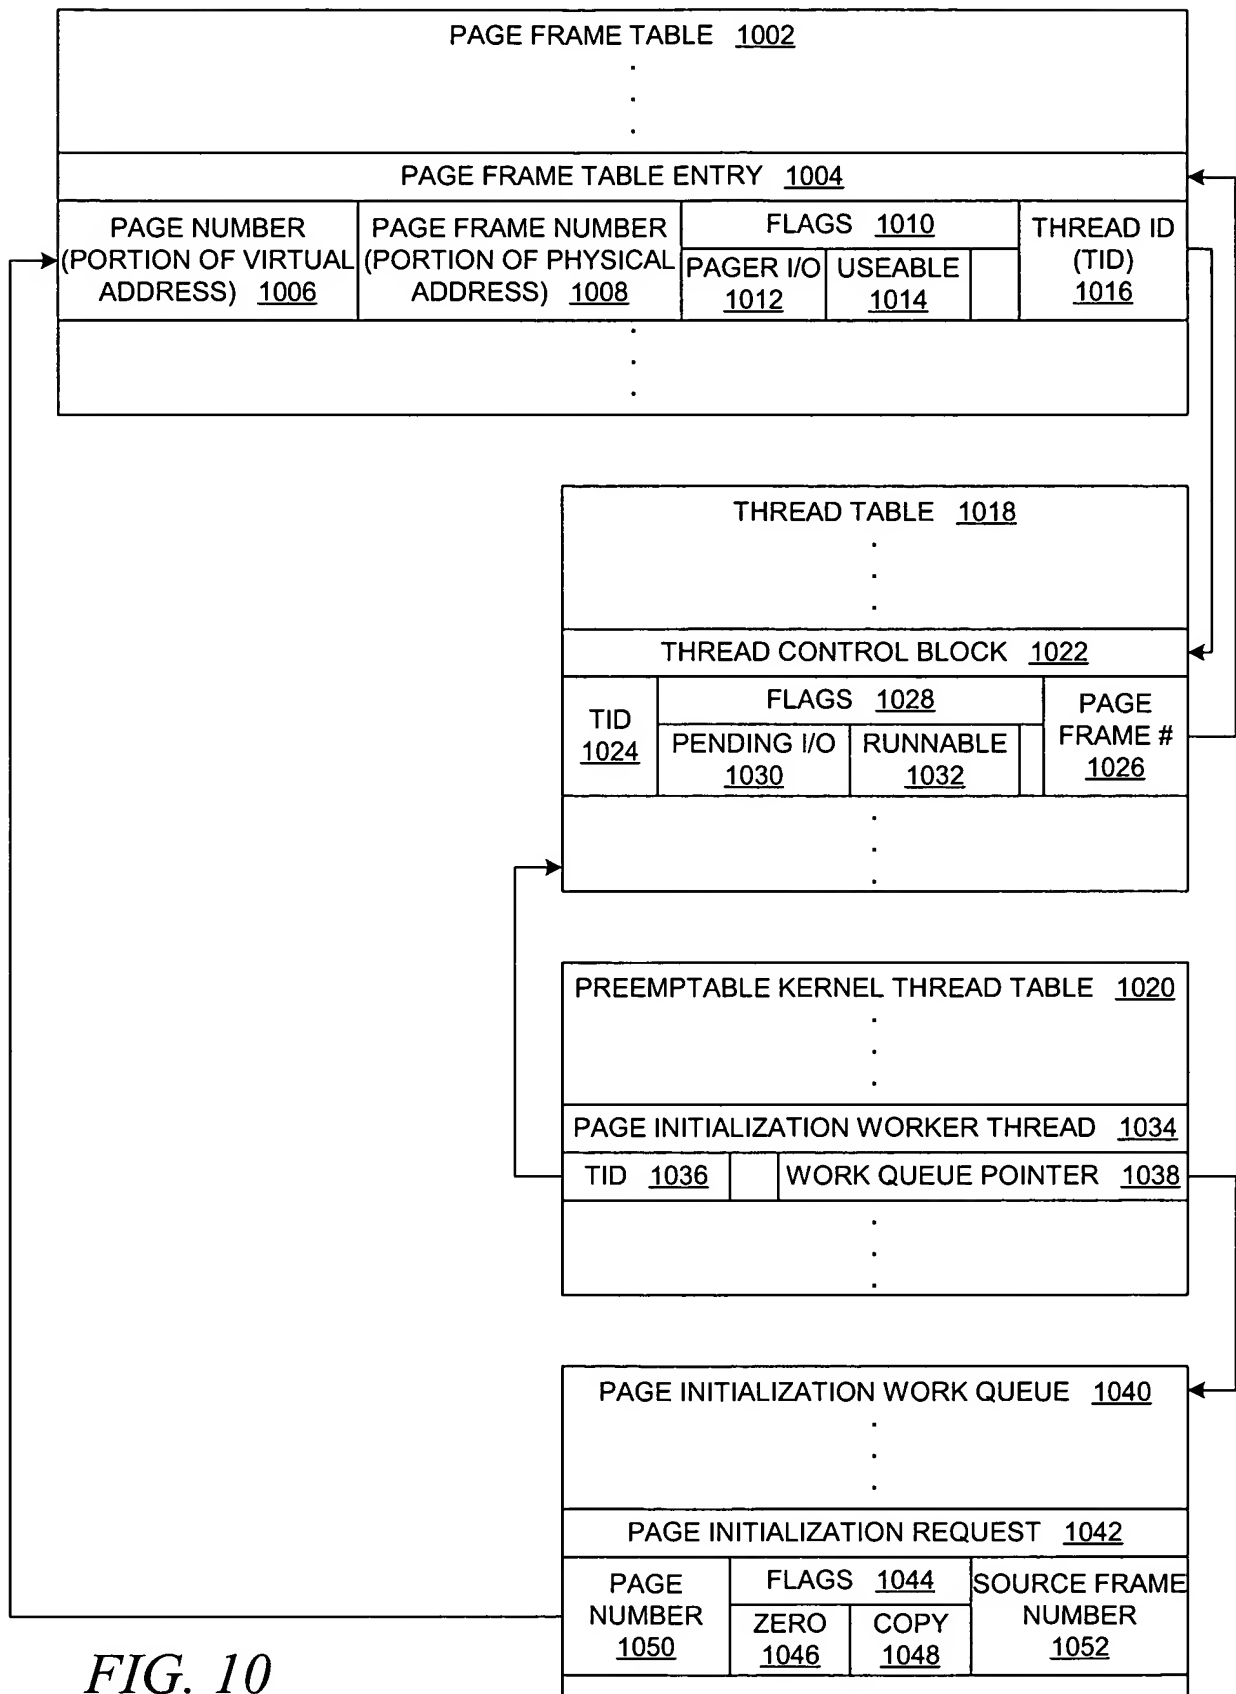 PAGE FRAME TABLE 1002
PAGE FRAME TABLE ENTRY 1004
PAGE NUMBER
(PORTION OF VIRTUAL
ADDRESS) 1006
PAGE FRAME NUMBER
(PORTION OF PHYSICAL
ADDRESS) 1008
FLAGS 1010
PAGER I/O
1012
USEABLE
1014
THREAD ID
(TID)
1016
THREAD TABLE 1018
THREAD CONTROL BLOCK 1022
TID
1024
FLAGS 1028
PENDING I/O
1030
RUNNABLE
1032
PAGE
FRAME #
1026
PREEMPTABLE KERNEL THREAD TABLE 1020
PAGE INITIALIZATION WORKER THREAD 1034
TID 1036
WORK QUEUE POINTER 1038
PAGE INITIALIZATION WORK QUEUE 1040
PAGE INITIALIZATION REQUEST 1042
PAGE
NUMBER
1050
FLAGS 1044
ZERO
1046
COPY
1048
SOURCE FRAME
NUMBER
1052
FIG. 10